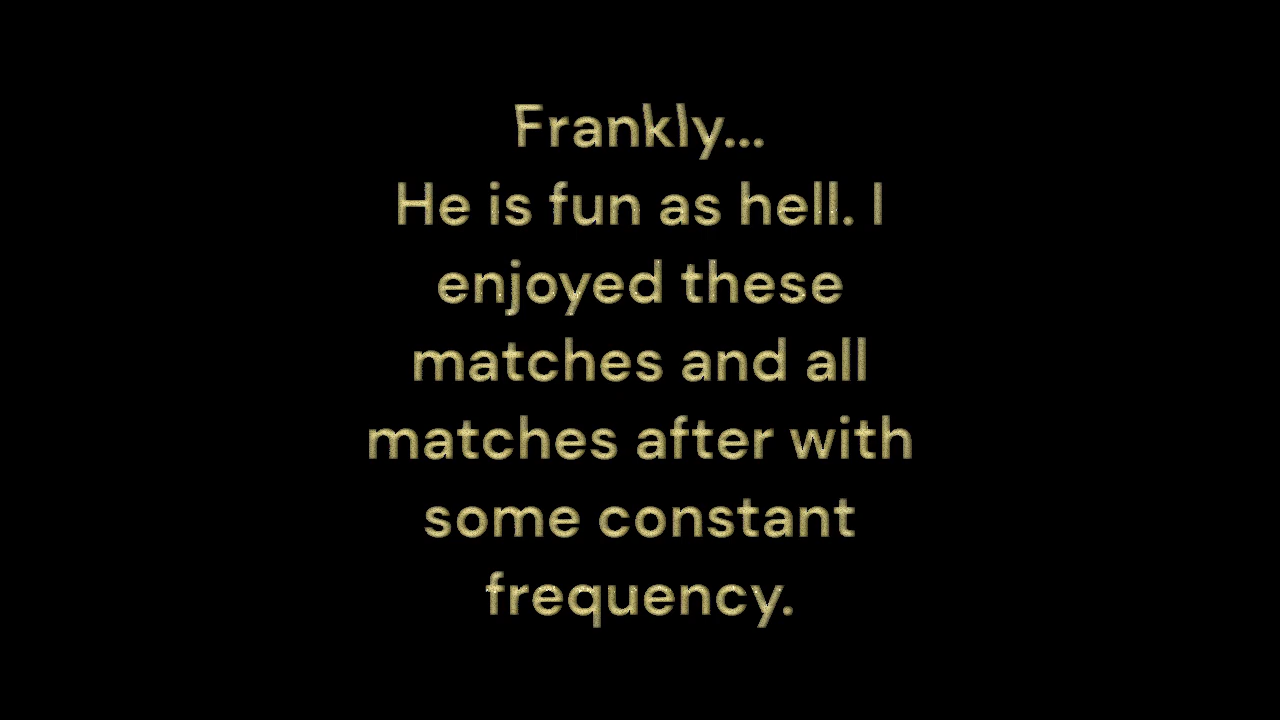 Frankly...
He is fun as hell. I
enjoyed these
matches and all
matches after with
some constant
frequency.